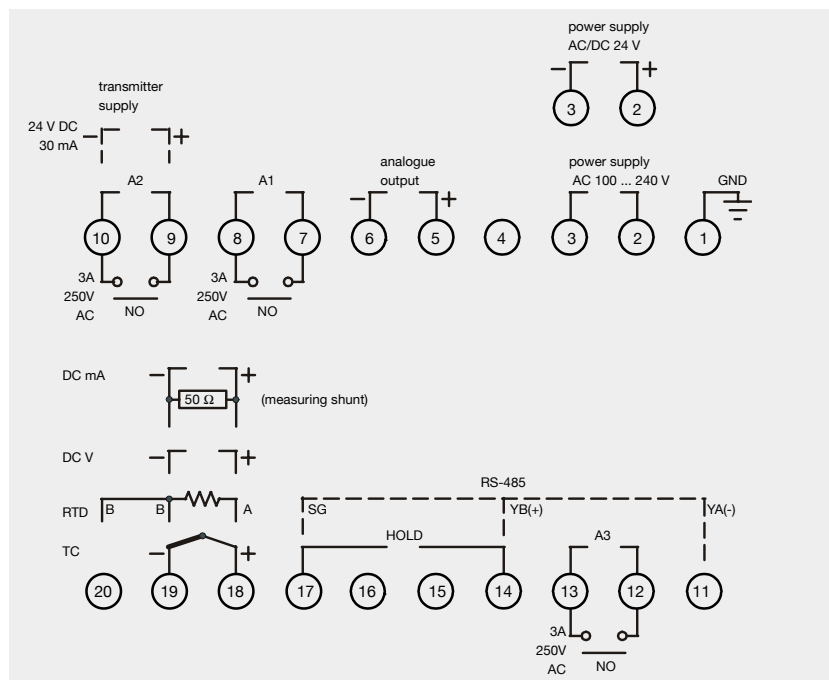 power supply
AC/DC 24 V
− +
3 2
transmitter
supply
24 V DC
30 mA
− +
A2 A1
analogue
output
− +
power supply
AC 100 ... 240 V
GND
10 9 8 7 6 5 4 3 2 1
3A
250V
AC
NO
3A
250V
AC
NO
DC mA − +
50 Ω (measuring shunt)
DC V − +
RS-485
RTD B B A SG YB(+) YA(-)
HOLD A3
TC − +
20 19 18 17 16 15 14 13 12 11
3A
250V
AC
NO